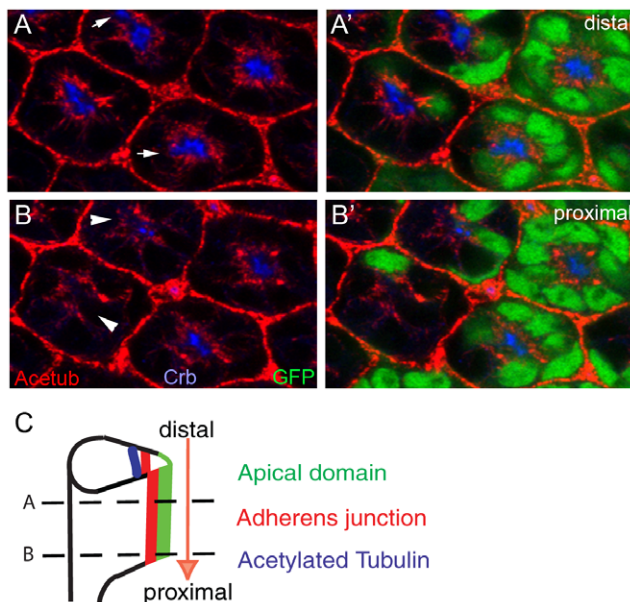 A
A' distal
B
B' proximal
Acetub Crb GFP
C
distal
Apical domain
A
Adherens junction
B
Acetylated Tubulin
proximal